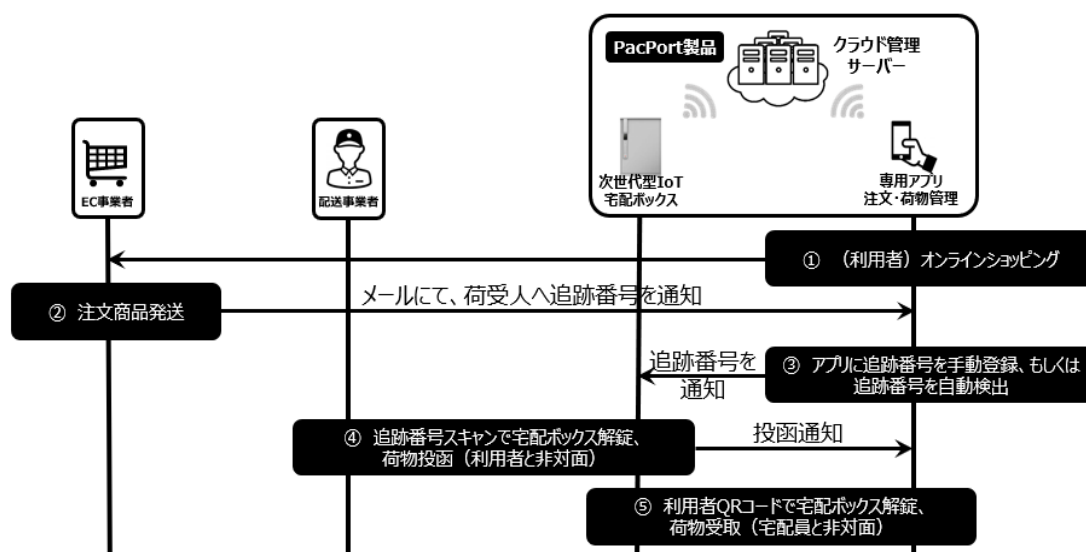 PacPort製品
クラウド管理
サーバー
EC事業者
配送事業者
次世代型IoT
宅配ボックス
専用アプリ
注文・荷物管理
① （利用者）オンラインショッピング
② 注文商品発送
メールにて、荷受人へ追跡番号を通知
追跡番号を
通知
③ アプリに追跡番号を手動登録、もしくは
追跡番号を自動検出
④ 追跡番号スキャンで宅配ボックス解錠、
荷物投函（利用者と非対面）
投函通知
⑤ 利用者QRコードで宅配ボックス解錠、
荷物受取（宅配員と非対面）